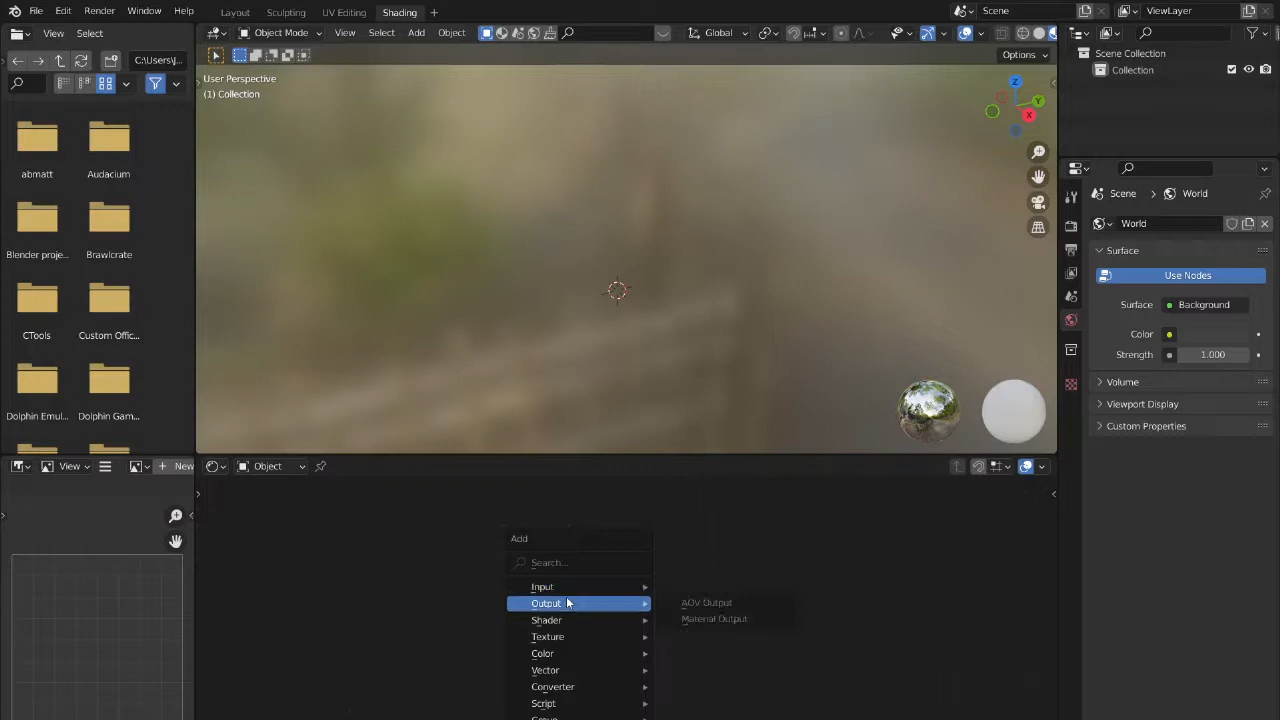 File Edit Render Window Help Layout Sculpting UV Editing Shading + Scene ViewLayer
View Select
Object Mode View Select Add Object Global
Options
C:\Users\J...
Scene Collection
Collection
User Perspective
(1) Collection
Z
Y
X
abmatt Audacium
Blender proje... Brawlcrate
CTools Custom Offic...
Dolphin Emul... Dolphin Gam...
Scene > World
World
Surface
Use Nodes
Surface Background
Color
Strength 1.000
Volume
Viewport Display
Custom Properties
View New
Object
Add
Search...
Input
Output
Shader
Texture
Color
Vector
Converter
Script
Group
AOV Output
Material Output